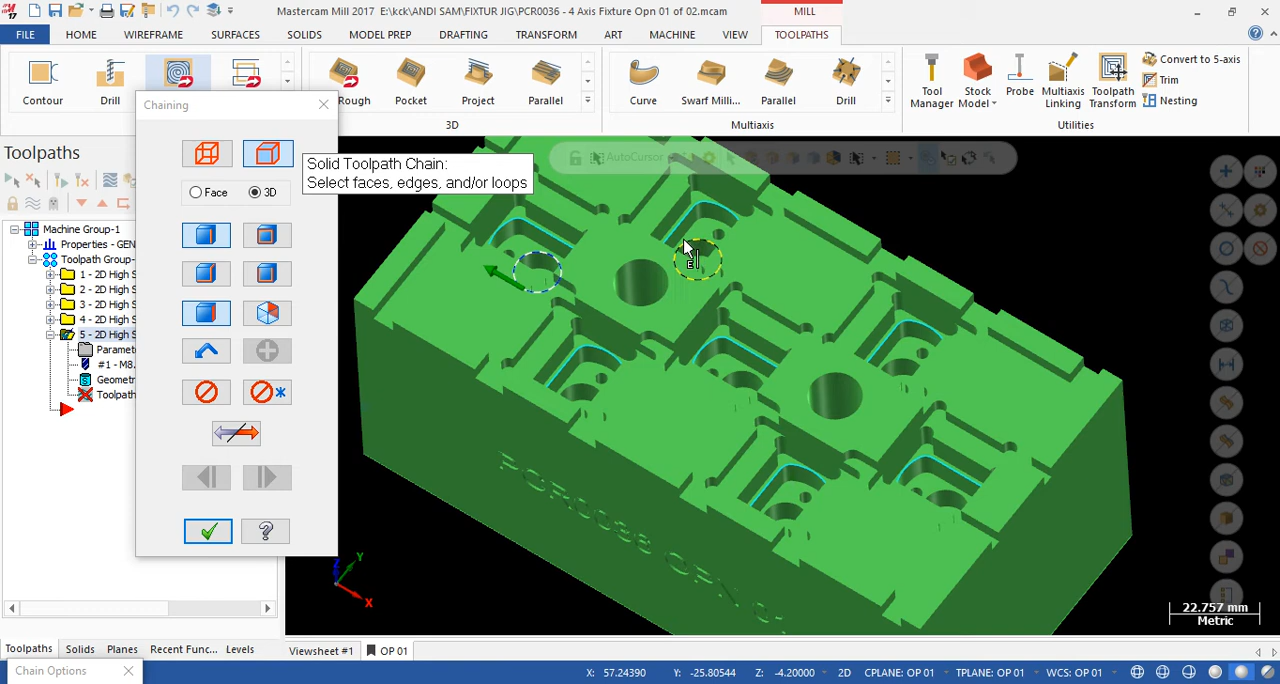 Mastercam Mill 2017 E:\kck\ANDI SAM\FIXTUR JIG\PCR0036 - 4 Axis Fixture Opn 01 of 02.mcam
MILL
FILE HOME WIREFRAME SURFACES SOLIDS MODEL PREP DRAFTING TRANSFORM ART MACHINE VIEW TOOLPATHS
Contour Drill Rough Pocket Project Parallel Curve Swarf Milli... Parallel Drill
Tool Manager Stock Model Probe Multiaxis Linking Toolpath Transform
Convert to 5-axis
Trim
Nesting
3D Multiaxis Utilities
Chaining
Toolpaths
AutoCursor
Solid Toolpath Chain:
Select faces, edges, and/or loops
Face 3D
Machine Group-1
Properties - GEN
Toolpath Group-
1 - 2D High S
2 - 2D High S
3 - 2D High S
4 - 2D High S
5 - 2D High S
Paramet
#1 - M8.
Geometr
Toolpath
PCR0036 OPN
22.757 mm
Metric
Y
X
Toolpaths Solids Planes Recent Func... Levels
Viewsheet #1 OP 01
Chain Options
X: 57.24390 Y: -25.80544 Z: -4.20000 2D CPLANE: OP 01 TPLANE: OP 01 WCS: OP 01